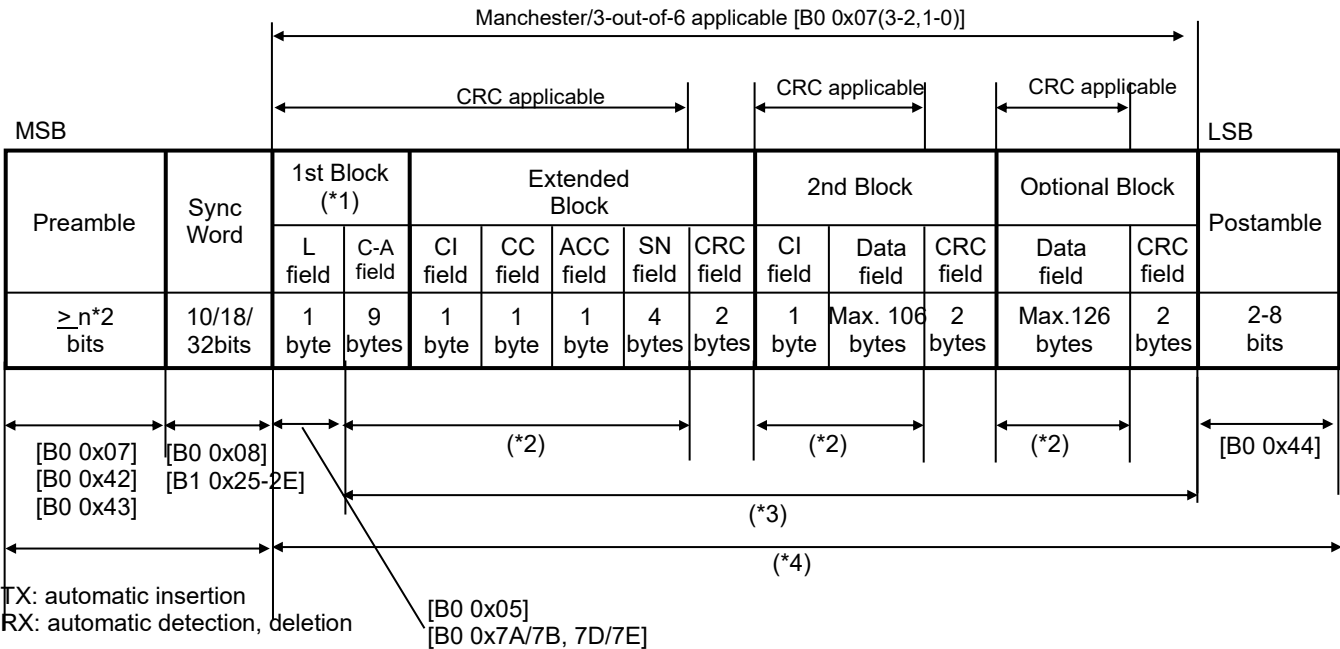 Manchester/3-out-of-6 applicable [B0 0x07(3-2,1-0)]
CRC applicable
CRC applicable
CRC applicable
MSB
LSB
Preamble
Sync
Word
1st Block
(*1)
Extended
Block
2nd Block
Optional Block
Postamble
L
field
C-A
field
CI
field
CC
field
ACC
field
SN
field
CRC
field
CI
field
Data
field
CRC
field
Data
field
CRC
field
≥ n*2
bits
10/18/
32bits
1
byte
9
bytes
1
byte
1
byte
1
byte
4
bytes
2
bytes
1
byte
Max. 106
bytes
2
bytes
Max.126
bytes
2
bytes
2-8
bits
[B0 0x07]
[B0 0x42]
[B0 0x43]
[B0 0x08]
[B1 0x25-2E]
(*2)
(*2)
(*2)
[B0 0x44]
(*3)
(*4)
TX: automatic insertion
RX: automatic detection, deletion
[B0 0x05]
[B0 0x7A/7B, 7D/7E]